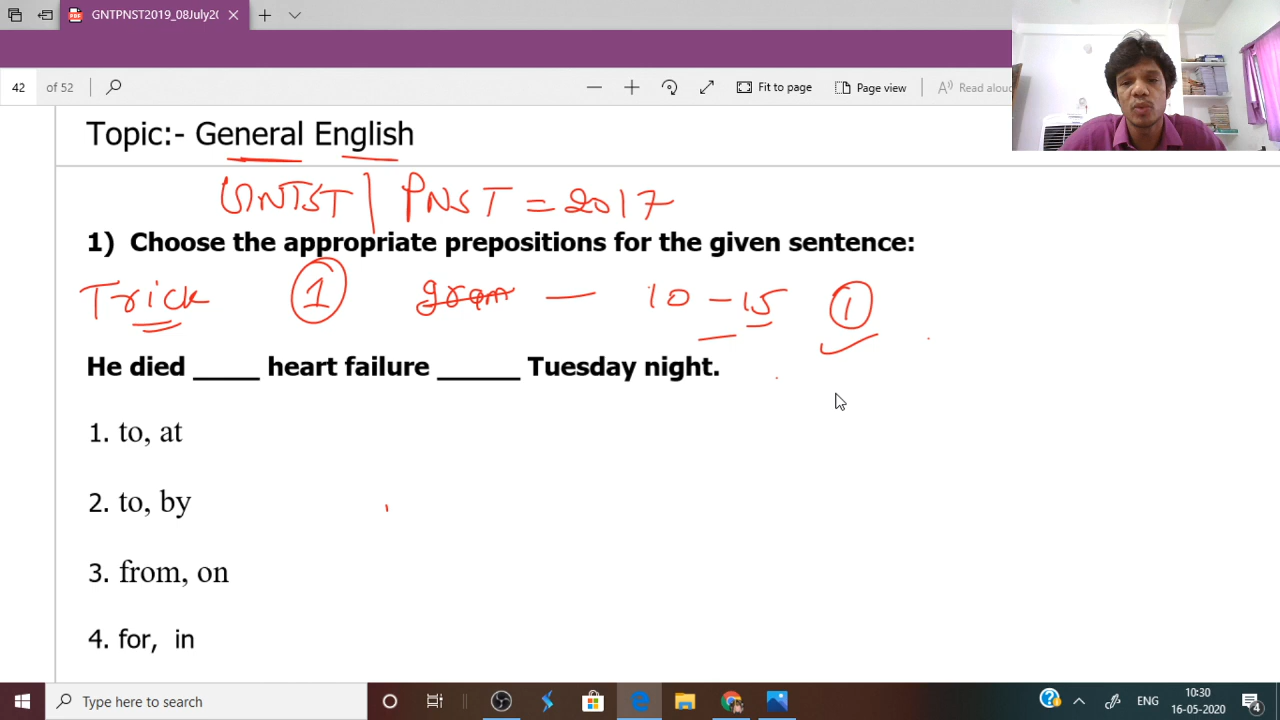 GNTPNST2019_08July20
42 of 52 Fit to page Page view Read aloud
Topic:- General English
GNTST | PNST = 2017
1) Choose the appropriate prepositions for the given sentence:
Trick 1 gram — 10 - 15 1
He died _____ heart failure ______ Tuesday night.
1. to, at
2. to, by
3. from, on
4. for, in
Type here to search ENG 10:30
16-05-2020 4